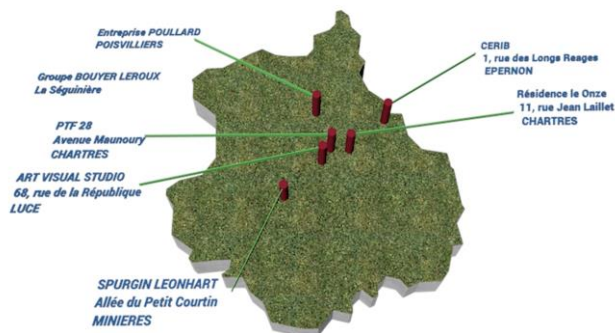 Entreprise POULLARD
POISVILLIERS
CERIB
1, rue des Longs Reages
EPERNON
Groupe BOUYER LEROUX
La Séguinière
Résidence le Onze
11, rue Jean Laillet
CHARTRES
PTF 28
Avenue Maunoury
CHARTRES
ART VISUAL STUDIO
68, rue de la République
LUCE
SPURGIN LEONHART
Allée du Petit Courtin
MINIERES